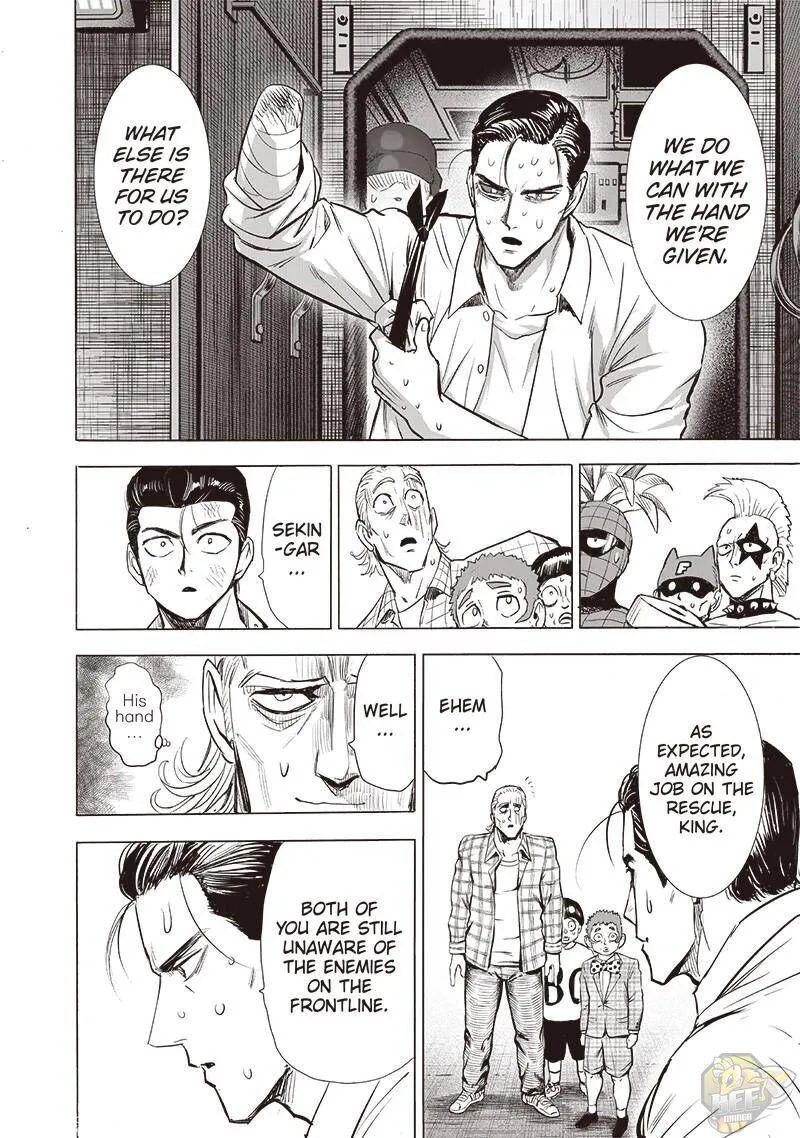 WE DO
WHAT WE
CAN WITH
THE HAND
WE'RE
GIVEN.
WHAT
ELSE IS
THERE
FOR US
TO DO?
F
SEKIN
-GAR
...
AS
EXPECTED,
AMAZING
JOB ON THE
RESCUE,
KING.
EHEM
...
WELL
...
His
hand
...
BOTH OF
YOU ARE STILL
UNAWARE OF
THE ENEMIES
ON THE
FRONTLINE.
MANGA